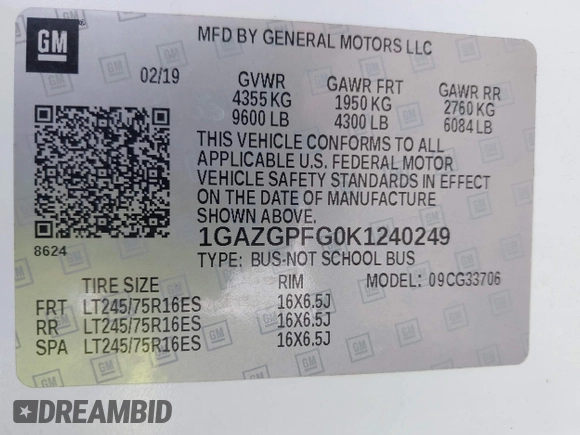 GM
MFD BY GENERAL MOTORS LLC
02/19 GVWR GAWR FRT GAWR RR
4355 KG 1950 KG 2760 KG
9600 LB 4300 LB 6084 LB
THIS VEHICLE CONFORMS TO ALL
APPLICABLE U.S. FEDERAL MOTOR
VEHICLE SAFETY STANDARDS IN EFFECT
ON THE DATE OF MANUFACTURE
SHOWN ABOVE.
8624
1GAZGPFG0K1240249
TYPE: BUS-NOT SCHOOL BUS
TIRE SIZE RIM MODEL: 09CG33706
FRT LT245/75R16ES 16X6.5J
RR LT245/75R16ES 16X6.5J
SPA LT245/75R16ES 16X6.5J
DREAMBID